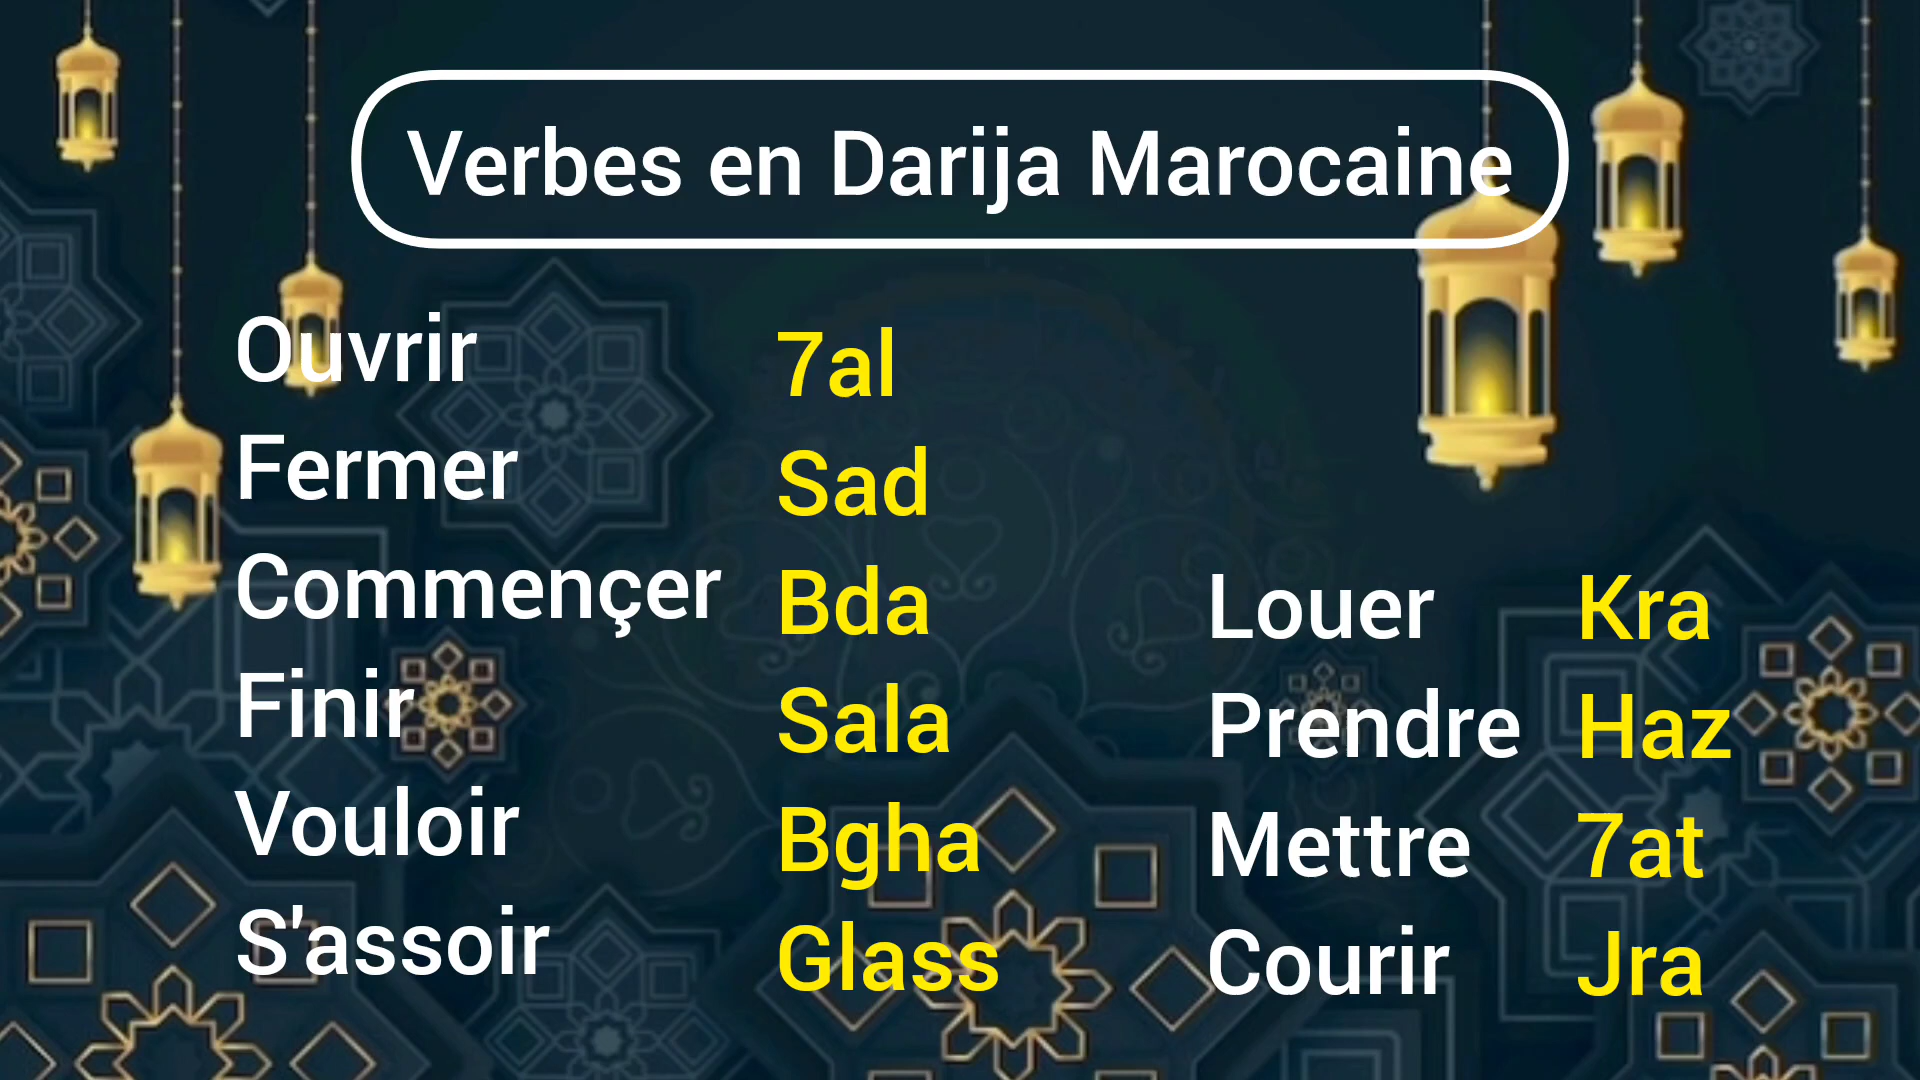 Verbes en Darija Marocaine
Ouvrir 7al
Fermer Sad
Commençer Bda
Finir Sala
Vouloir Bgha
S'assoir Glass
Louer Kra
Prendre Haz
Mettre 7at
Courir Jra